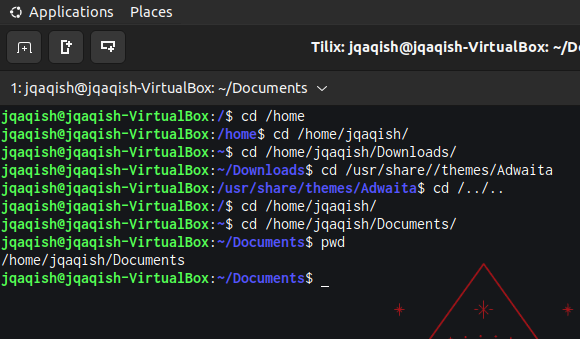 Applications Places
Tilix: jqaqish@jqaqish-VirtualBox: ~/Do
1: jqaqish@jqaqish-VirtualBox: ~/Documents
jqaqish@jqaqish-VirtualBox:/$ cd /home
jqaqish@jqaqish-VirtualBox:/home$ cd /home/jqaqish/
jqaqish@jqaqish-VirtualBox:~$ cd /home/jqaqish/Downloads/
jqaqish@jqaqish-VirtualBox:~/Downloads$ cd /usr/share//themes/Adwaita
jqaqish@jqaqish-VirtualBox:/usr/share/themes/Adwaita$ cd /../..
jqaqish@jqaqish-VirtualBox:/$ cd /home/jqaqish/
jqaqish@jqaqish-VirtualBox:~$ cd /home/jqaqish/Documents/
jqaqish@jqaqish-VirtualBox:~/Documents$ pwd
/home/jqaqish/Documents
jqaqish@jqaqish-VirtualBox:~/Documents$ _